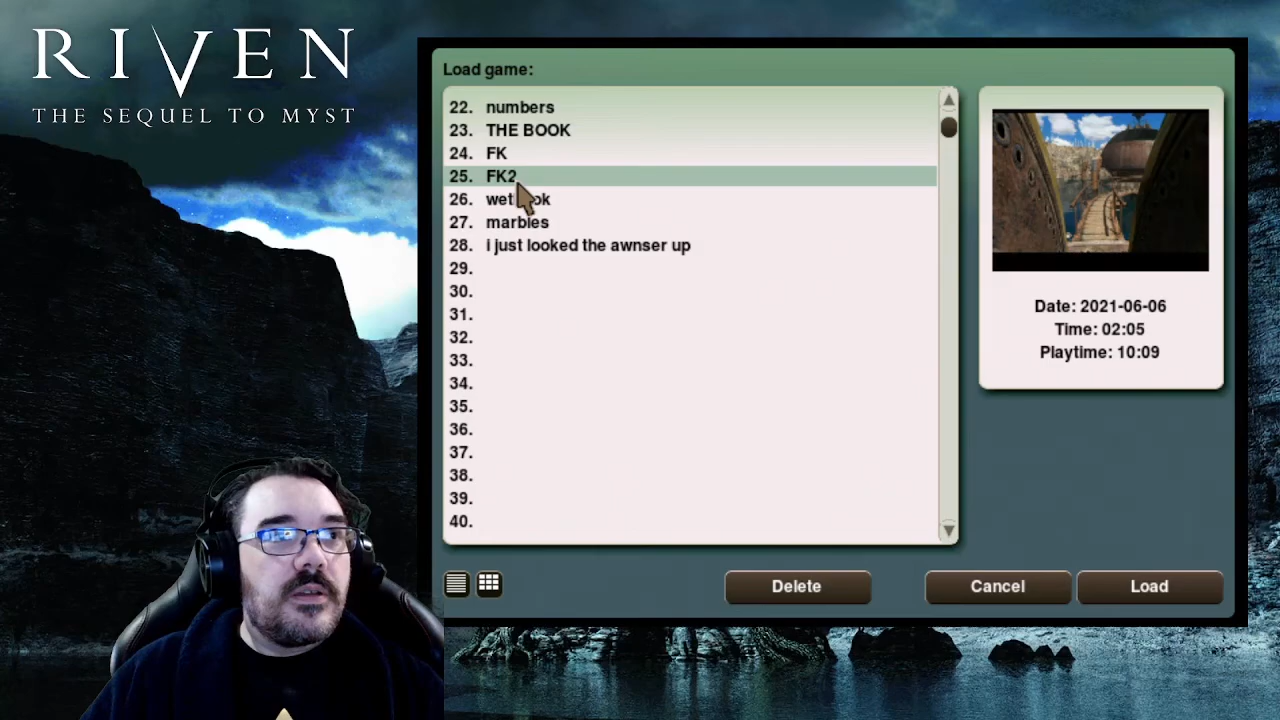 RIVEN
THE SEQUEL TO MYST
Load game:
22. numbers
23. THE BOOK
24. FK
25. FK2
26.
27. marbles
28. i just looked the awnser up
29.
30.
31.
32.
33.
34.
35.
36.
37.
38.
39.
40.
Date: 2021-06-06
Time: 02:05
Playtime: 10:09
Delete
Cancel
Load